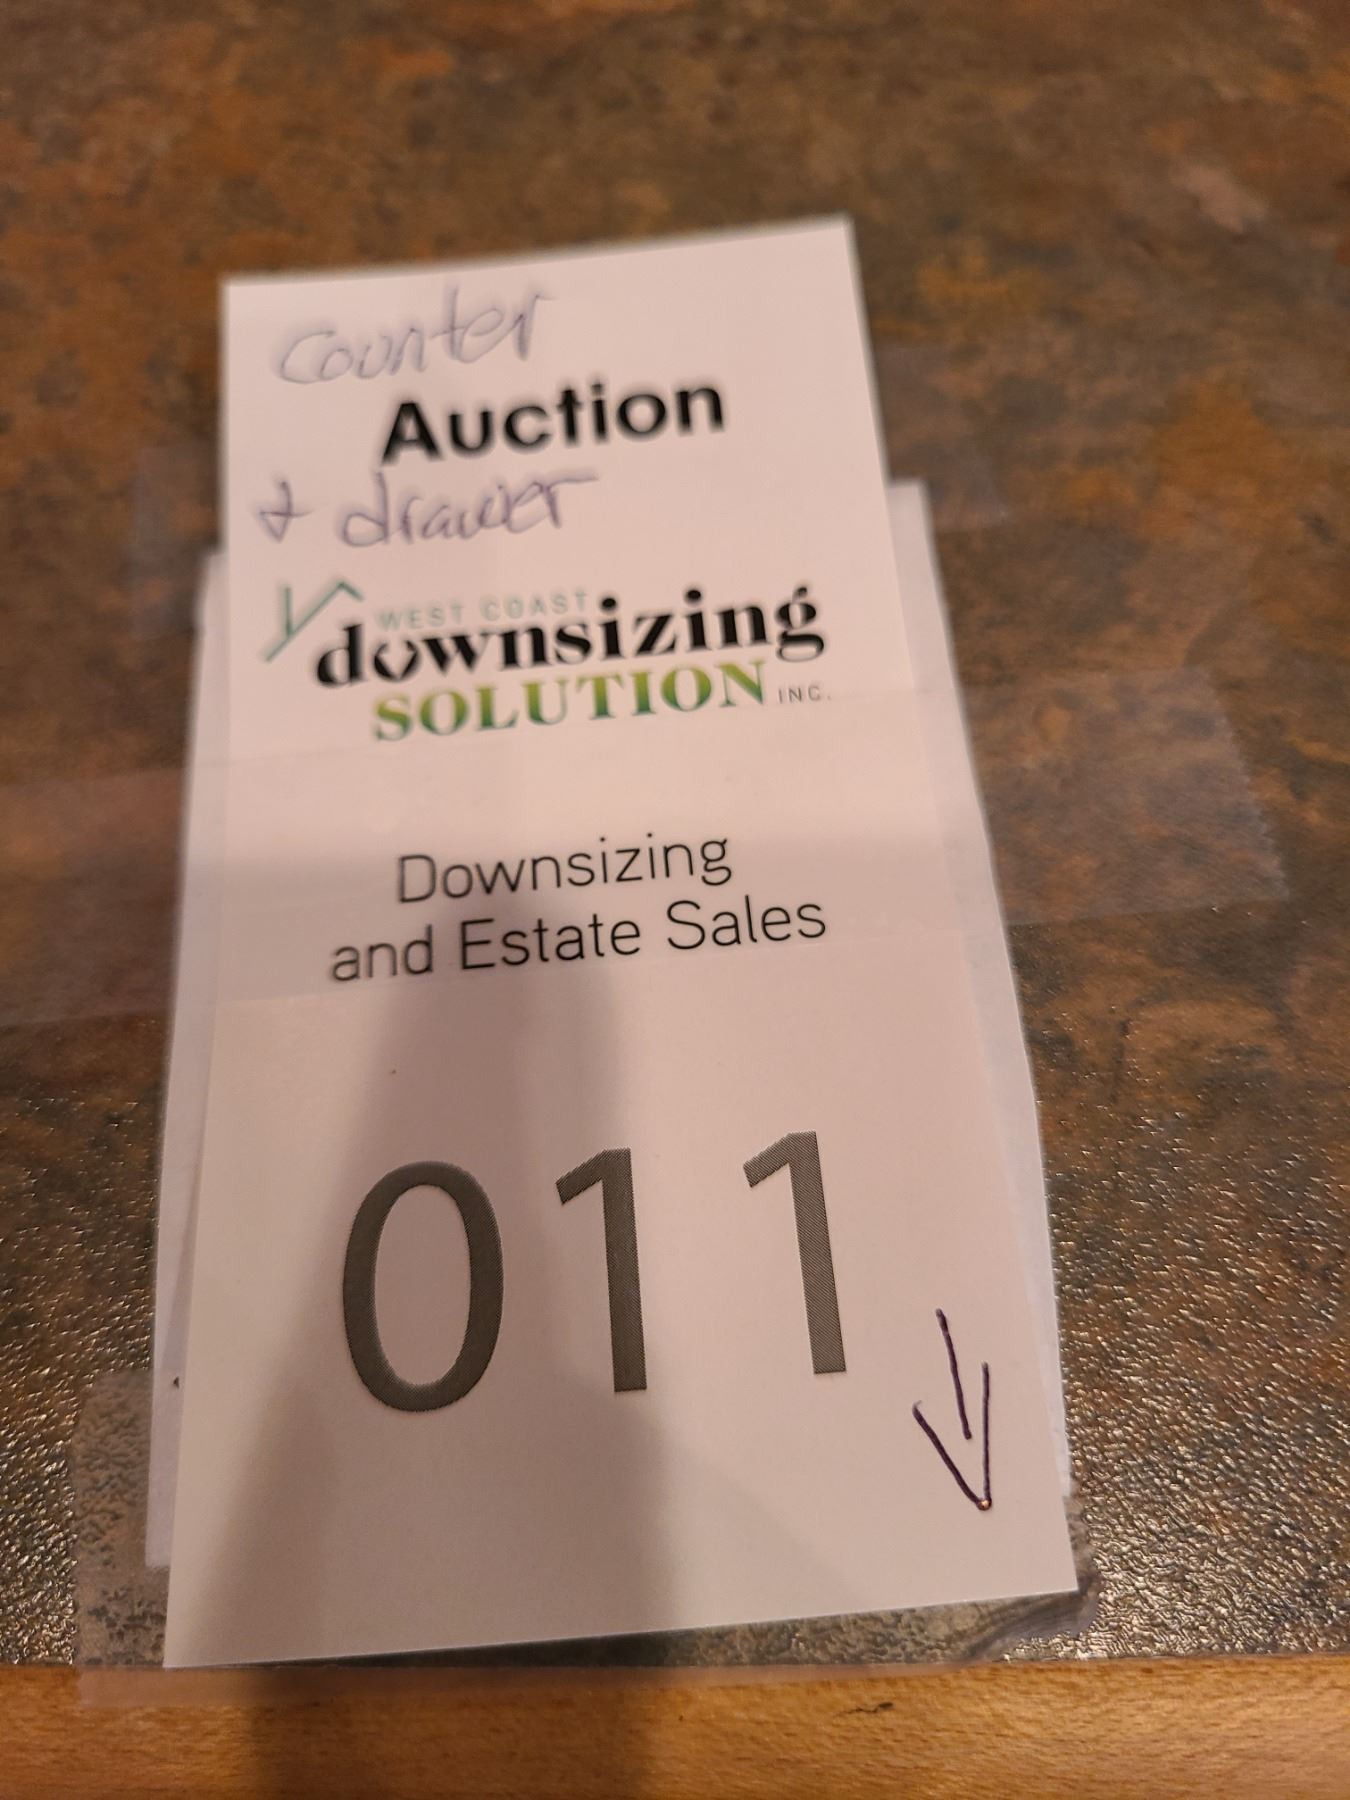 counter
Auction
+ drawer
WEST COAST
downsizing
SOLUTION INC.
Downsizing
and Estate Sales
011